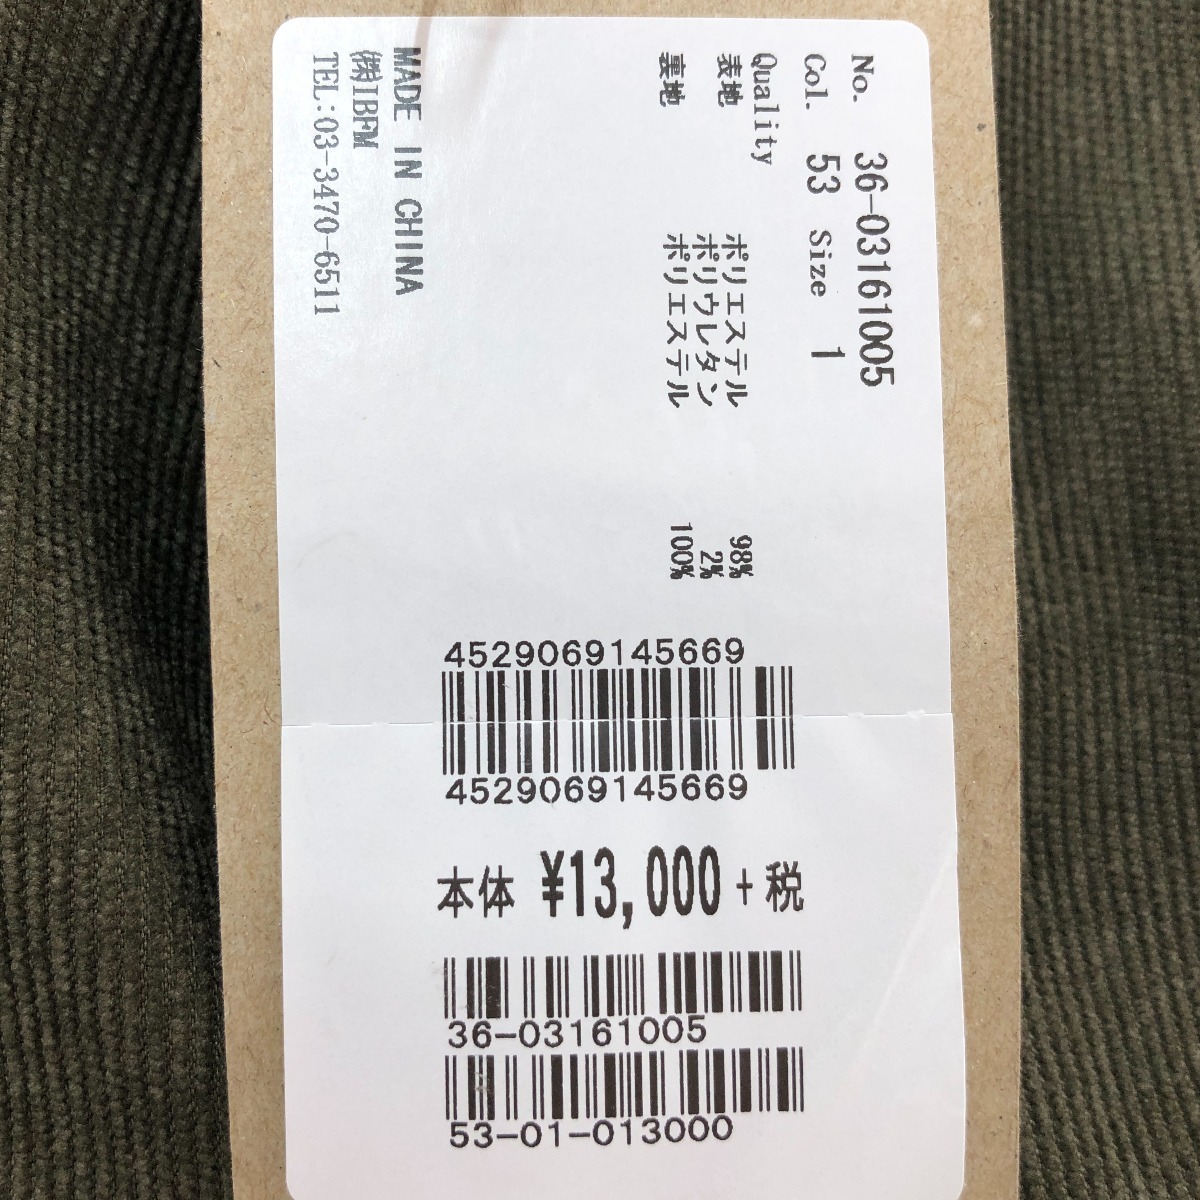 No. 36-03161005
Col. 53 Size 1
Quality
表地 ポリエステル 98%
ポリウレタン 2%
裏地 ポリエステル 100%
MADE IN CHINA
㈱IBFM
TEL:03-3470-6511
4529069145669
4529069145669
本体 ¥13,000+税
36-03161005
53-01-013000